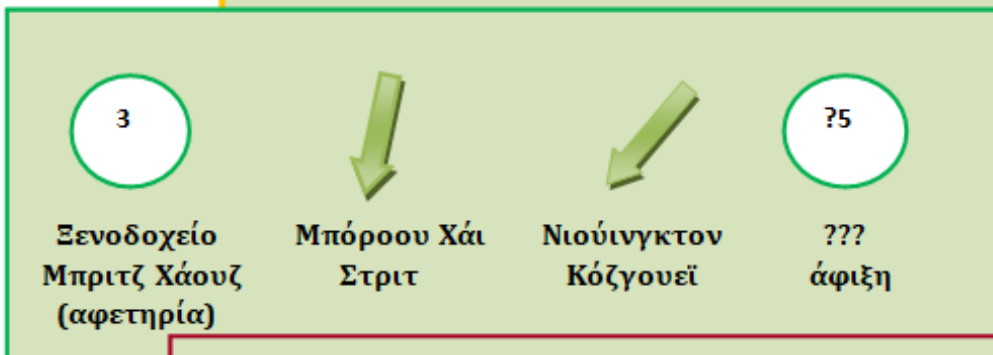 3
?5
Ξενοδοχείο
Μπριτζ Χάουζ
(αφετηρία)
Μπόροου Χάι
Στριτ
Νιούινγκτον
Κόζγουεϊ
???
άφιξη